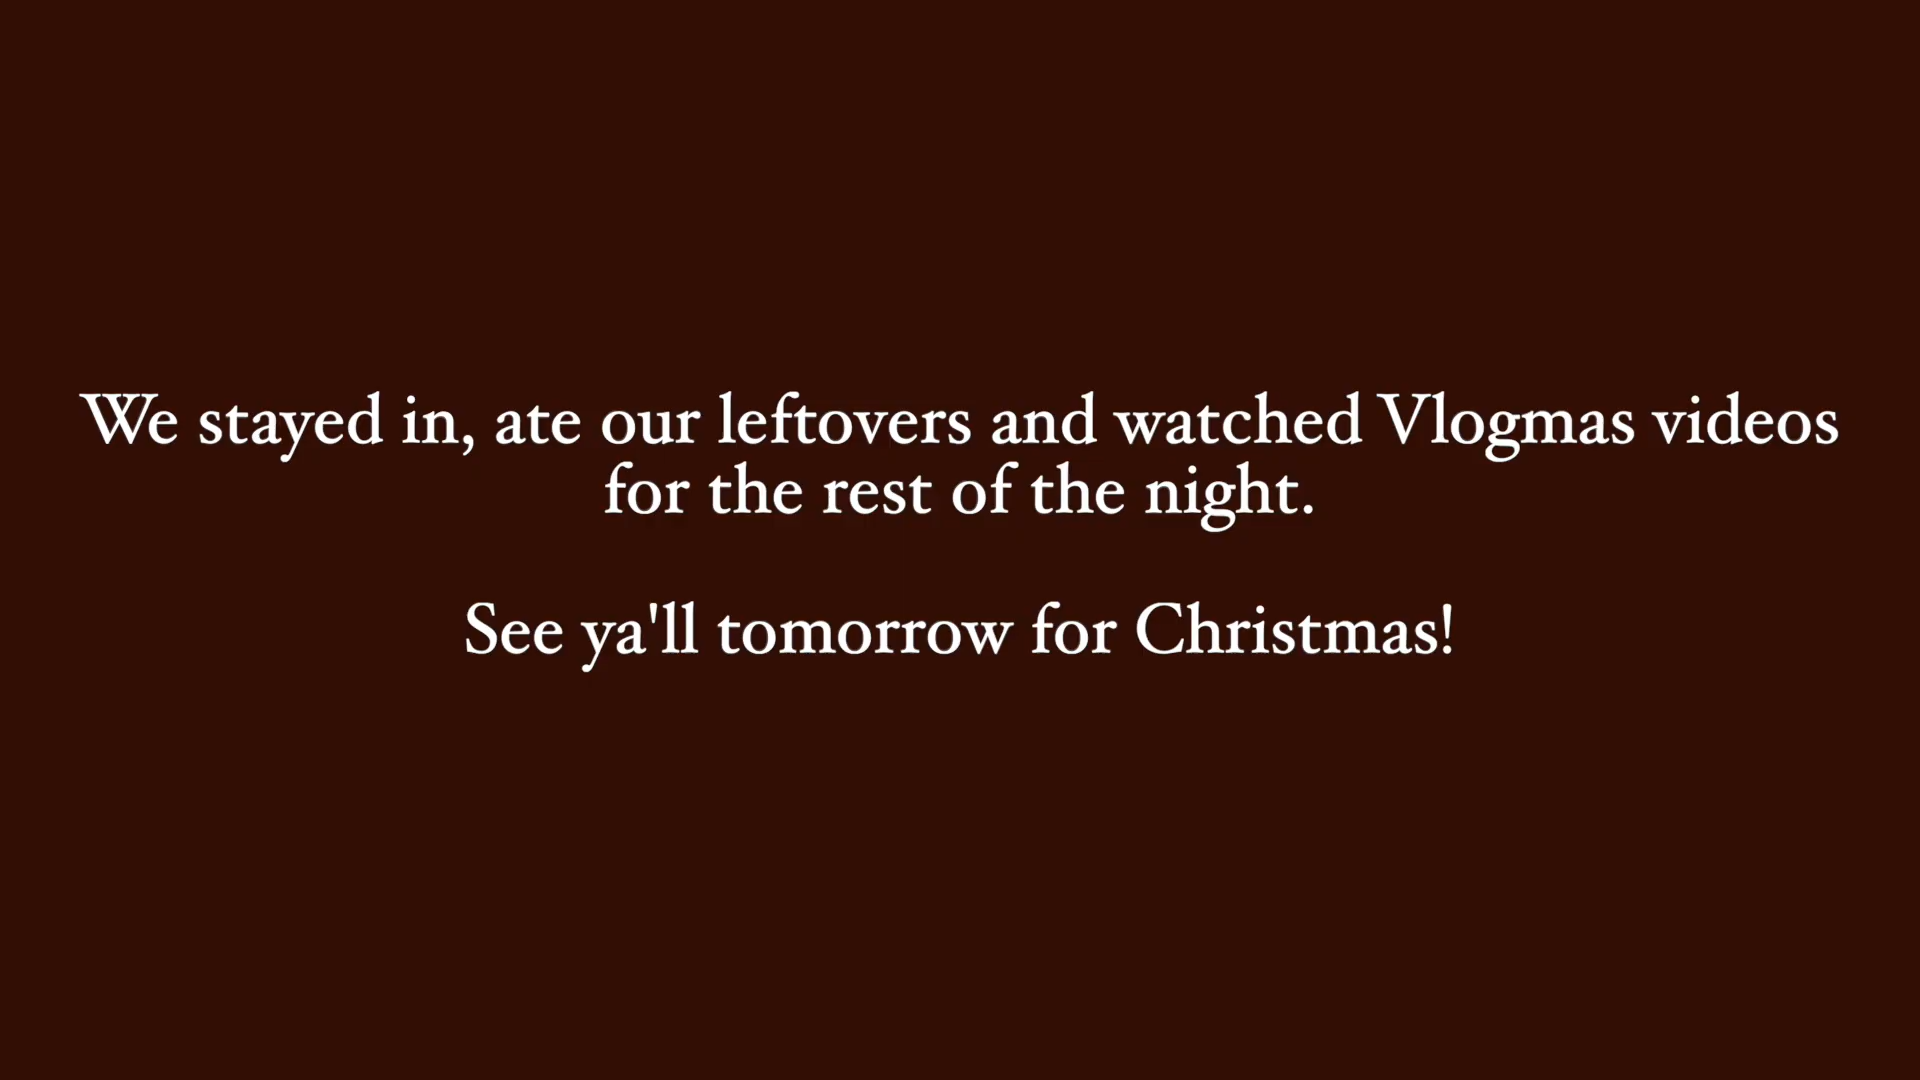 We stayed in, ate our leftovers and watched Vlogmas videos
for the rest of the night.
See ya'll tomorrow for Christmas!